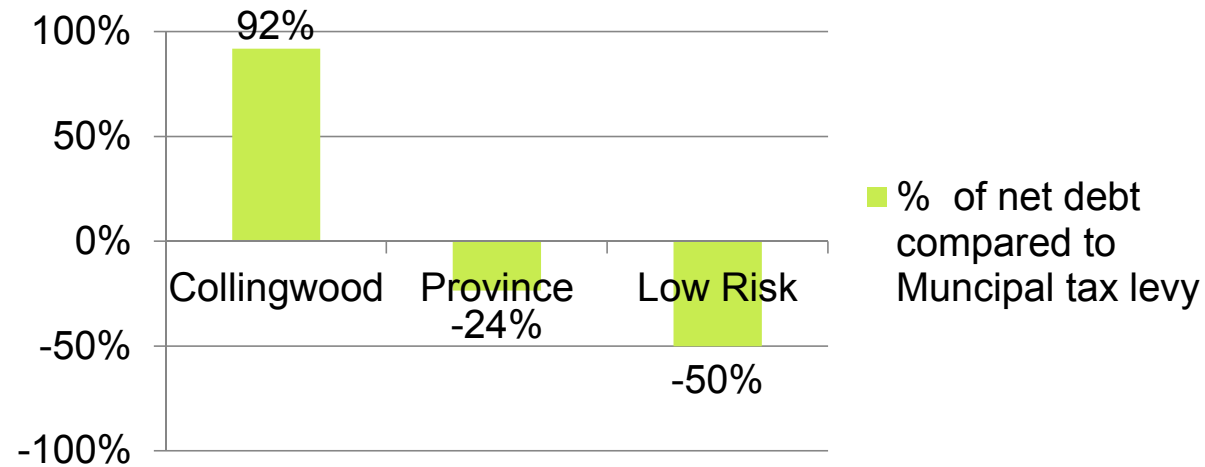 100%
92%
50%
0%
Collingwood Province Low Risk
-24%
-50%
-50%
-100%
% of net debt
compared to
Muncipal tax levy